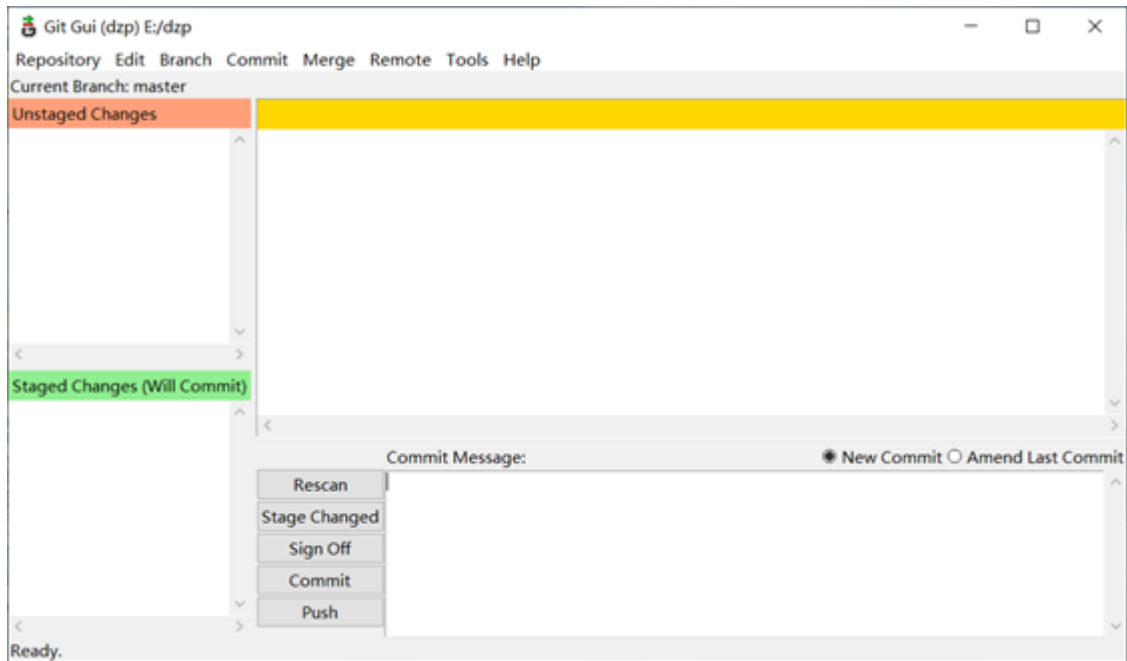 Git Gui (dzp) E:/dzp
Repository Edit Branch Commit Merge Remote Tools Help
Current Branch: master
Unstaged Changes
Staged Changes (Will Commit)
Commit Message:
New Commit Amend Last Commit
Rescan
Stage Changed
Sign Off
Commit
Push
Ready.